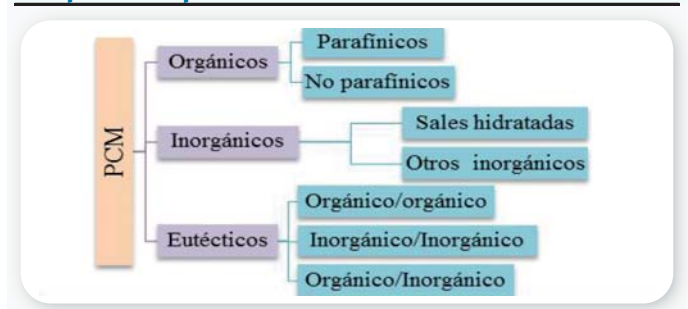 PCM
Orgánicos
Parafínicos
No parafínicos
Inorgánicos
Sales hidratadas
Otros inorgánicos
Eutécticos
Orgánico/orgánico
Inorgánico/Inorgánico
Orgánico/Inorgánico